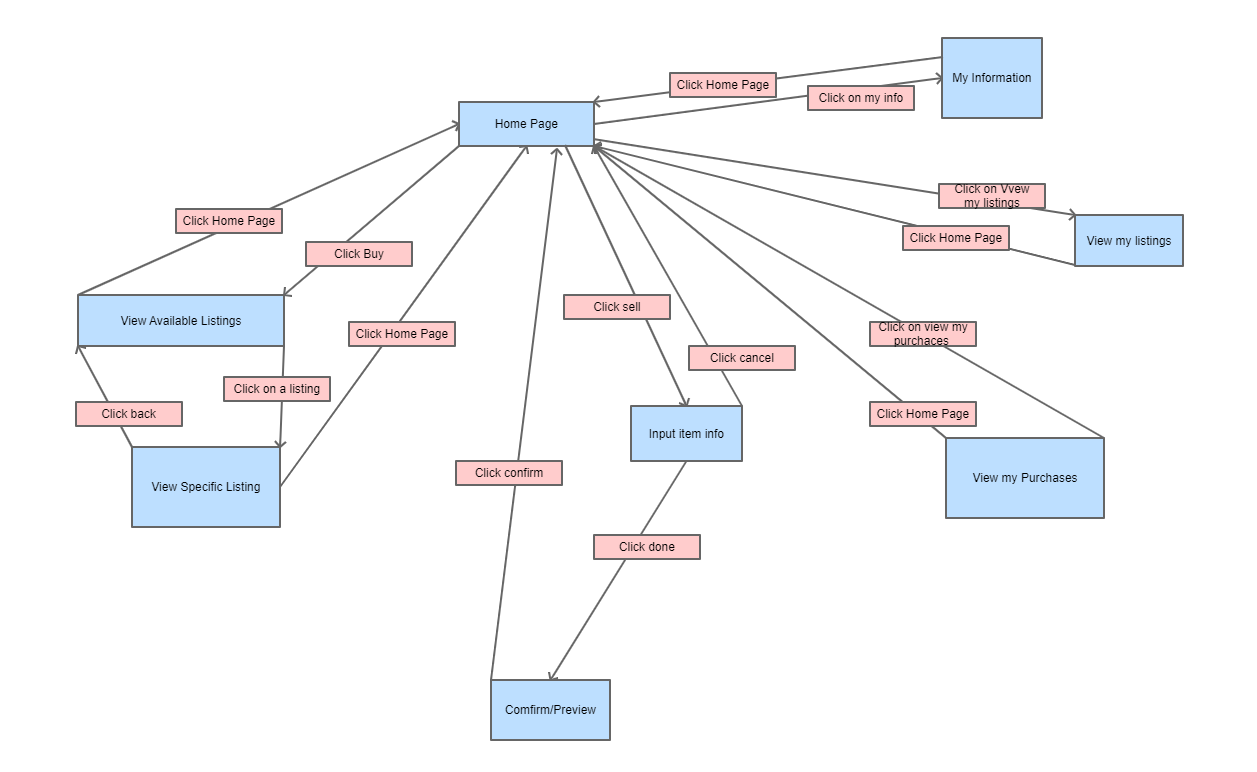 My Information
Click Home Page
Click on my info
Home Page
Click on Vvew
my listings
Click Home Page
Click Home Page
View my listings
Click Buy
Click sell
View Available Listings
Click Home Page
Click on view my
purchaces
Click cancel
Click on a listing
Click back
Click Home Page
Input item info
Click confirm
View my Purchases
View Specific Listing
Click done
Comfirm/Preview